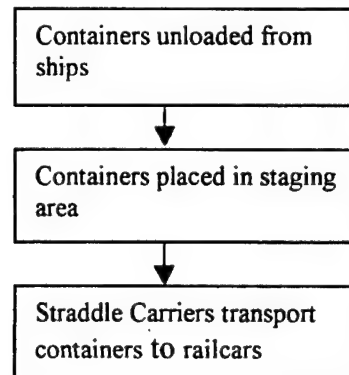 Containers unloaded from
ships
Containers placed in staging
area
Straddle Carriers transport
containers to railcars